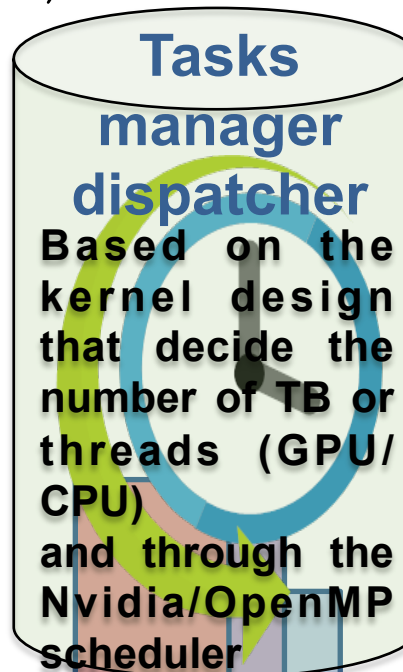 Tasks
manager
dispatcher
Based on the
kernel design
that decide the
number of TB or
threads (GPU/
CPU)
and through the
Nvidia/OpenMP
scheduler